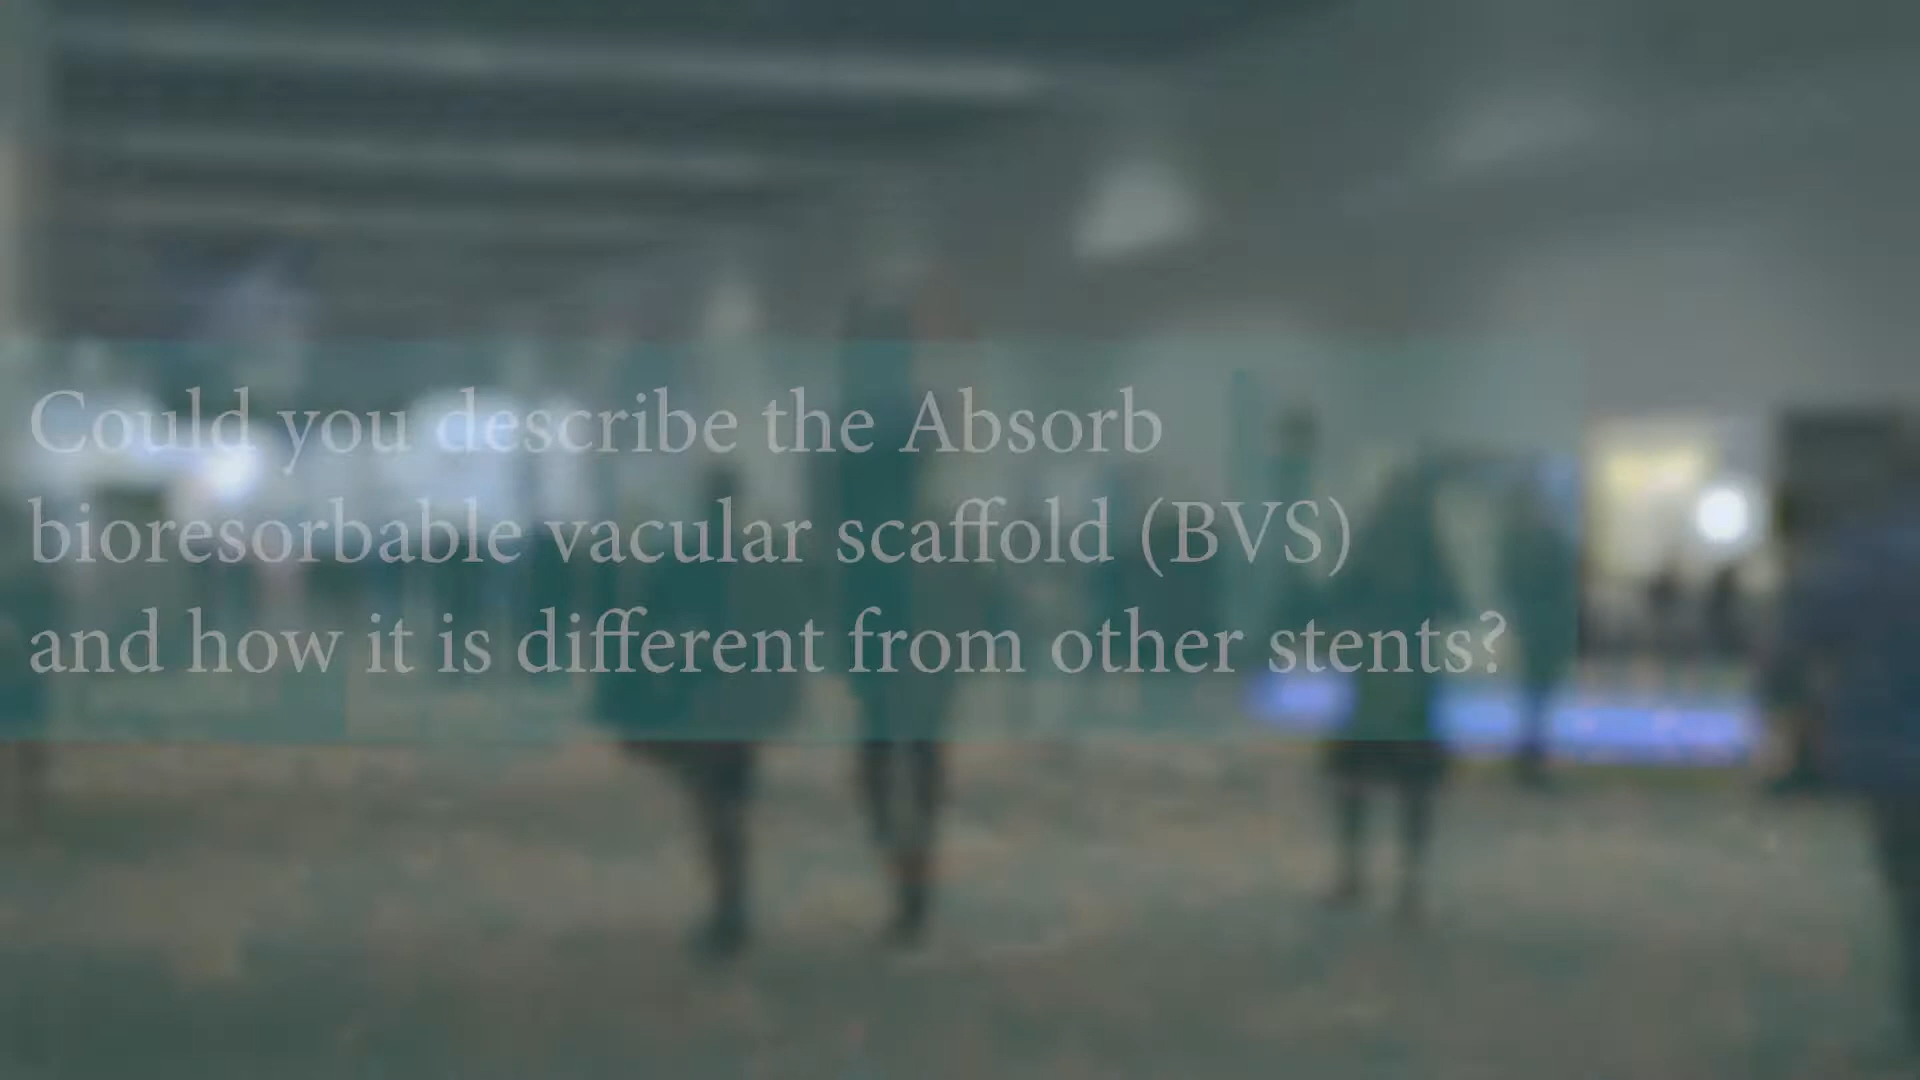 Could you describe the Absorb
bioresorbable vacular scaffold (BVS)
and how it is different from other stents?